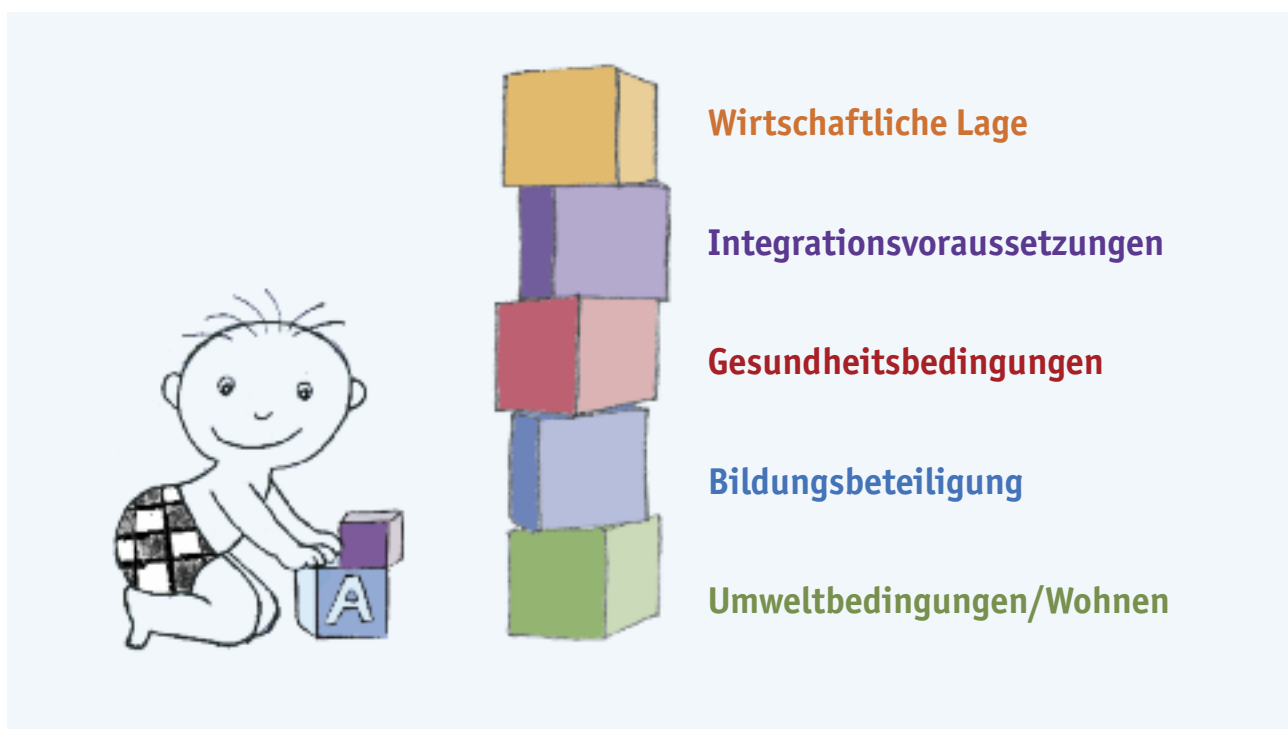 Wirtschaftliche Lage
Integrationsvoraussetzungen
Gesundheitsbedingungen
Bildungsbeteiligung
A
Umweltbedingungen/Wohnen